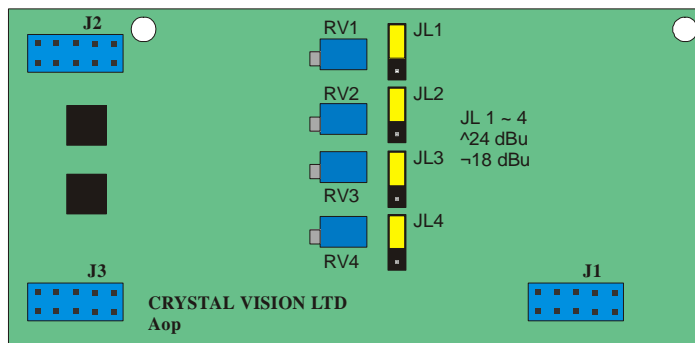 J2
RV1
JL1
RV2
JL2
JL 1 ~ 4
^24 dBu
¬18 dBu
JL3
RV3
JL4
RV4
J3
J1
CRYSTAL VISION LTD
Aop